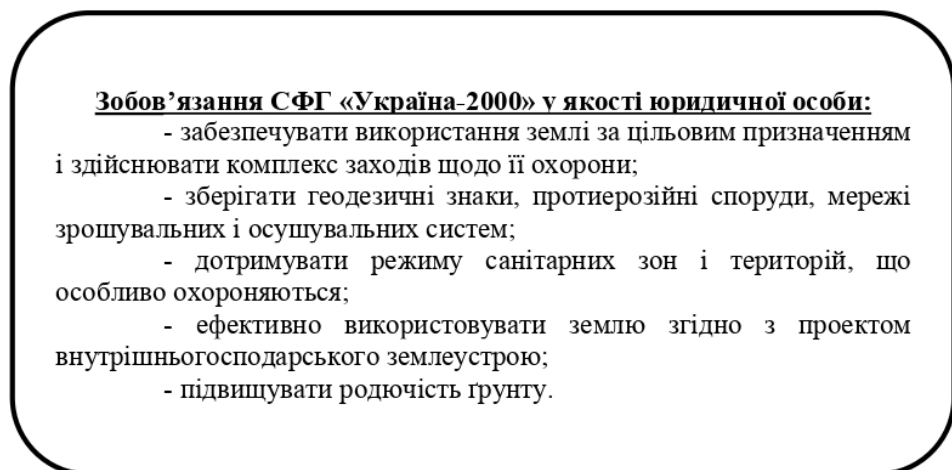 Зобов’язання СФГ «Україна-2000» у якості юридичної особи:
- забезпечувати використання землі за цільовим призначенням
і здійснювати комплекс заходів щодо її охорони;
- зберігати геодезичні знаки, протиерозійні споруди, мережі
зрошувальних і осушувальних систем;
- дотримувати режиму санітарних зон і територій, що
особливо охороняються;
- ефективно використовувати землю згідно з проектом
внутрішньогосподарського землеустрою;
- підвищувати родючість ґрунту.